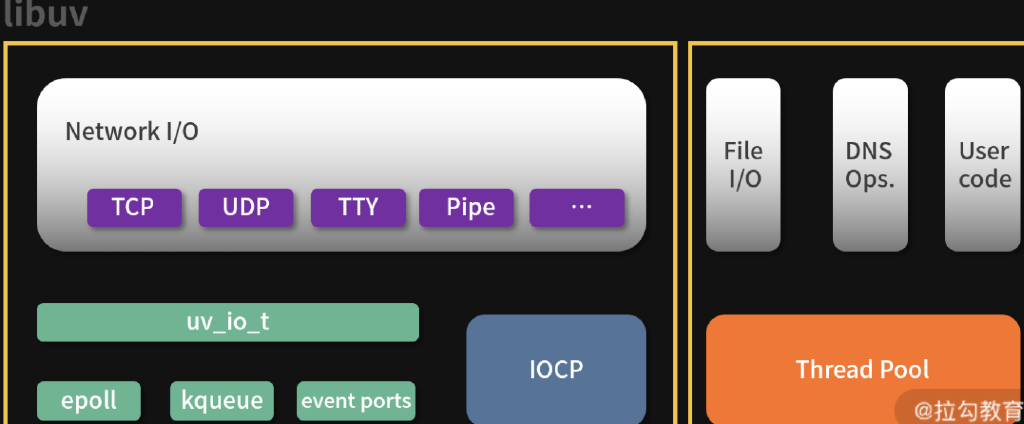 libuv
Network I/O
TCP
UDP
TTY
Pipe
...
File
I/O
DNS
Ops.
User
code
uv_io_t
IOCP
Thread Pool
epoll
kqueue
event ports
@拉勾教育